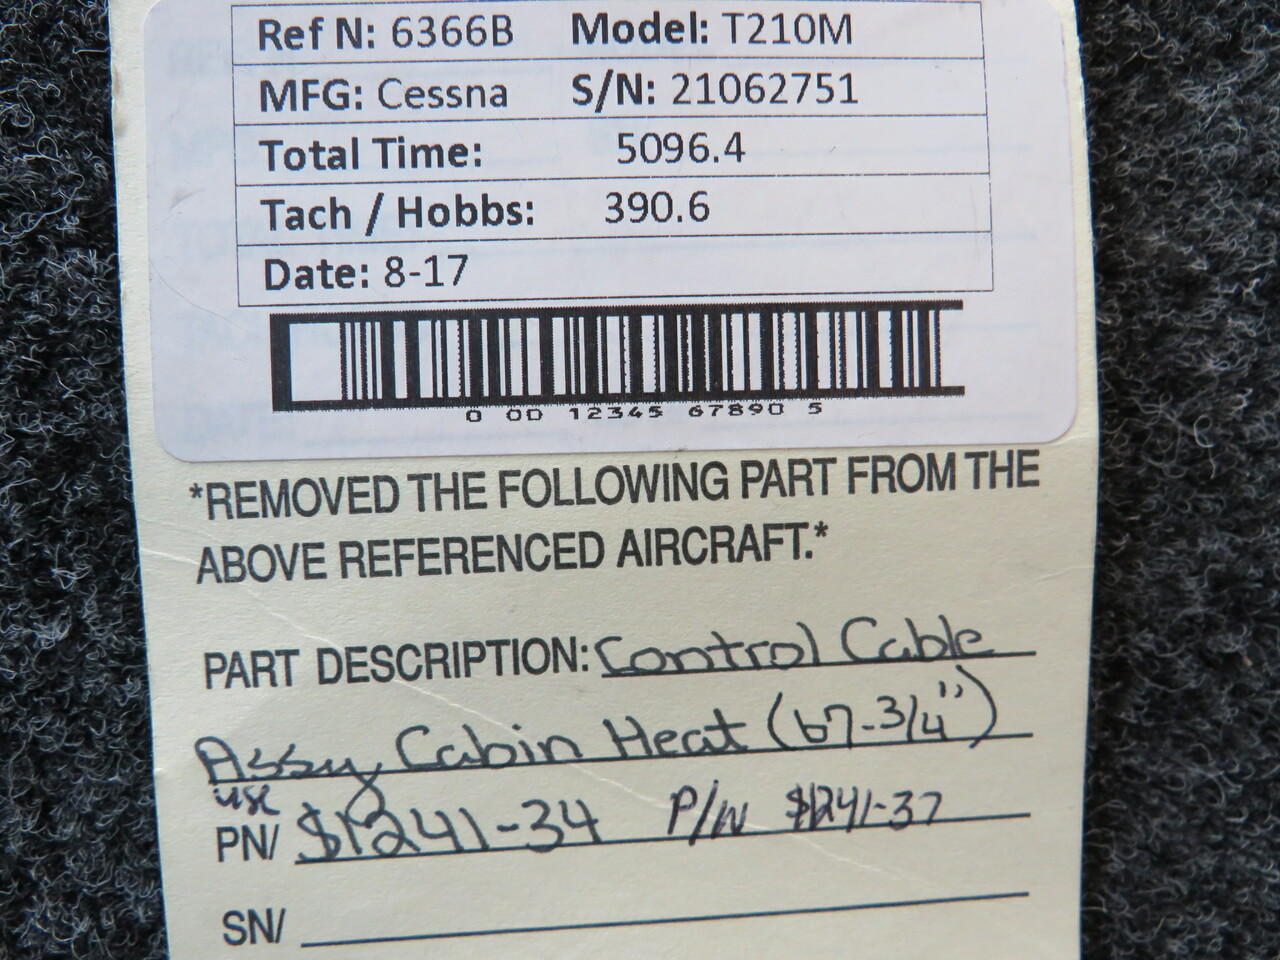 Ref N: 6366B Model: T210M
MFG: Cessna S/N: 21062751
Total Time: 5096.4
Tach / Hobbs: 390.6
Date: 8-17
0 00 12345 67890 5
*REMOVED THE FOLLOWING PART FROM THE
ABOVE REFERENCED AIRCRAFT.*
PART DESCRIPTION: Control Cable
Assy, Cabin Heat (67-3/4")
use
PN/ S1241-34 P/N S1241-37
SN/